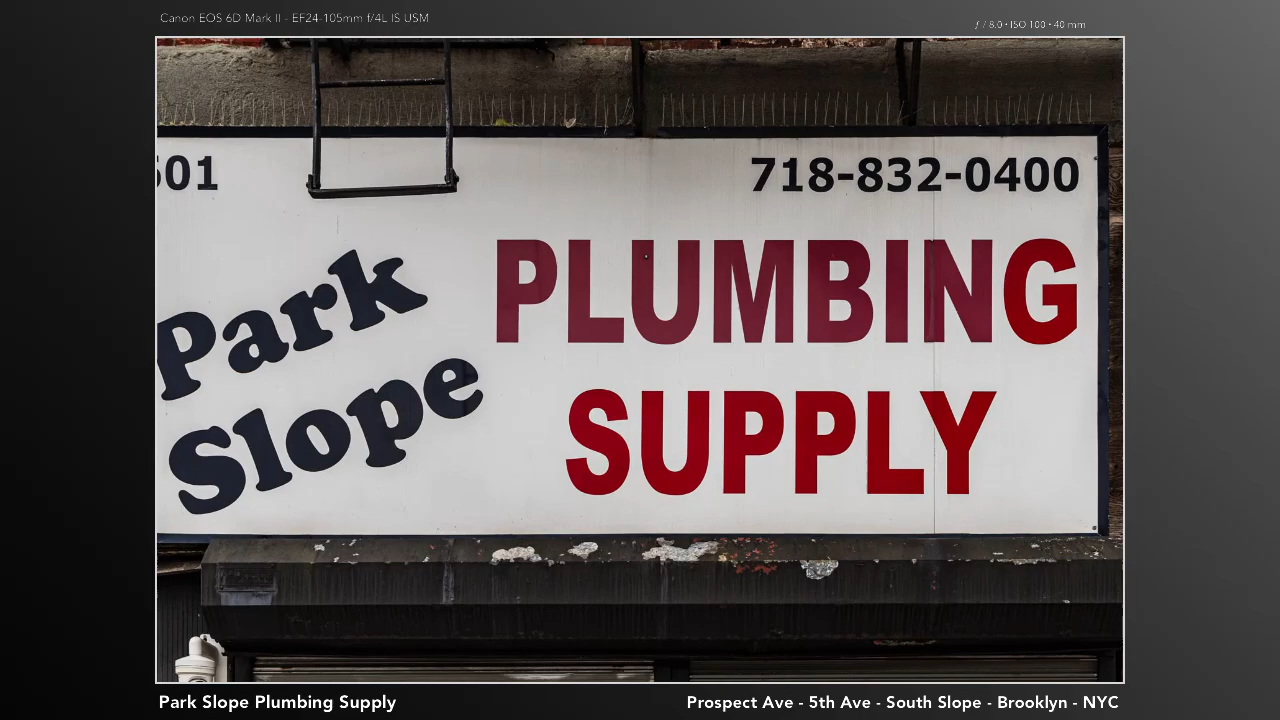 Canon EOS 6D Mark II - EF24-105mm f/4L IS USM
ƒ / 8.0 • ISO 100 • 40 mm
601 718-832-0400
Park
Slope
PLUMBING
SUPPLY
Park Slope Plumbing Supply
Prospect Ave - 5th Ave - South Slope - Brooklyn - NYC